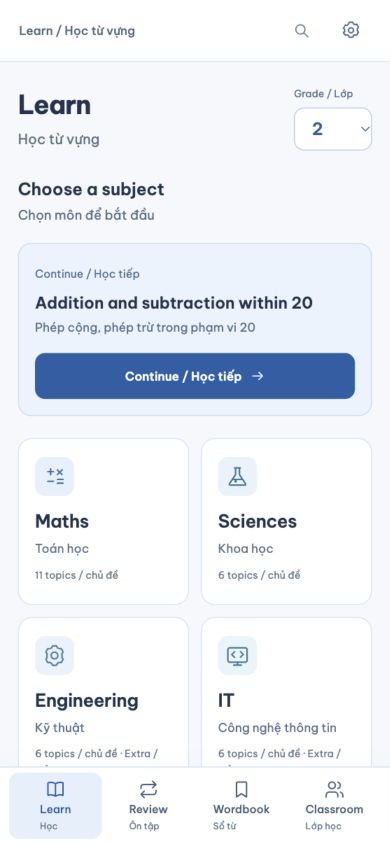 Learn / Học từ vựng
Learn
Grade / Lớp
2
Học từ vựng
Choose a subject
Chọn môn để bắt đầu
Continue / Học tiếp
Addition and subtraction within 20
Phép cộng, phép trừ trong phạm vi 20
Continue / Học tiếp →
Maths
Toán học
11 topics / chủ đề
Sciences
Khoa học
6 topics / chủ đề
Engineering
Kỹ thuật
6 topics / chủ đề · Extra /
IT
Công nghệ thông tin
6 topics / chủ đề · Extra /
Learn
Học
Review
Ôn tập
Wordbook
Sổ từ
Classroom
Lớp học